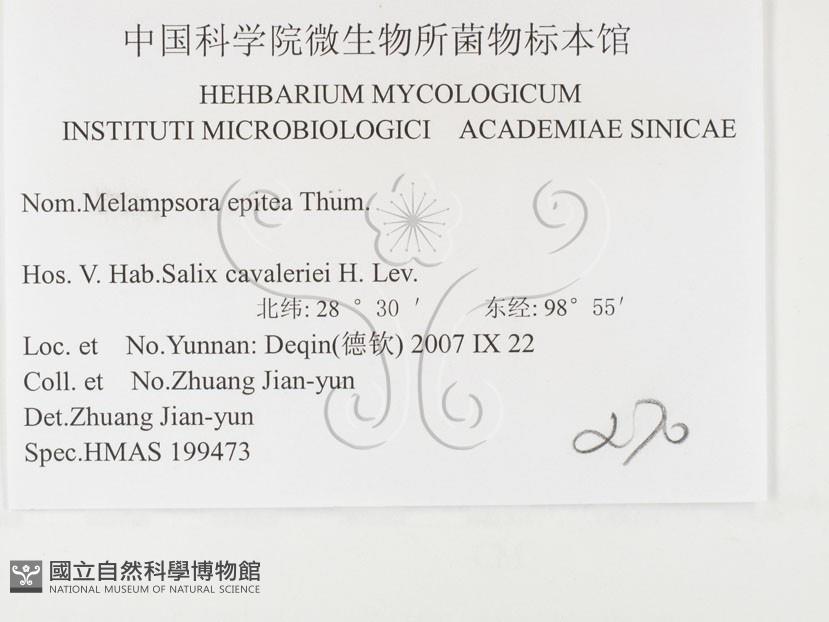 中国科学院微生物所菌物标本馆
HEHBARIUM MYCOLOGICUM
INSTITUTI MICROBIOLOGICI ACADEMIAE SINICAE
Nom.Melampsora epitea Thum.
Hos. V. Hab.Salix cavaleriei H. Lev.
北纬: 28 ° 30 ′ 东经: 98° 55′
Loc. et No.Yunnan: Deqin(德钦) 2007 IX 22
Coll. et No.Zhuang Jian-yun
Det.Zhuang Jian-yun
Spec.HMAS 199473
國立自然科學博物館
NATIONAL MUSEUM OF NATURAL SCIENCE